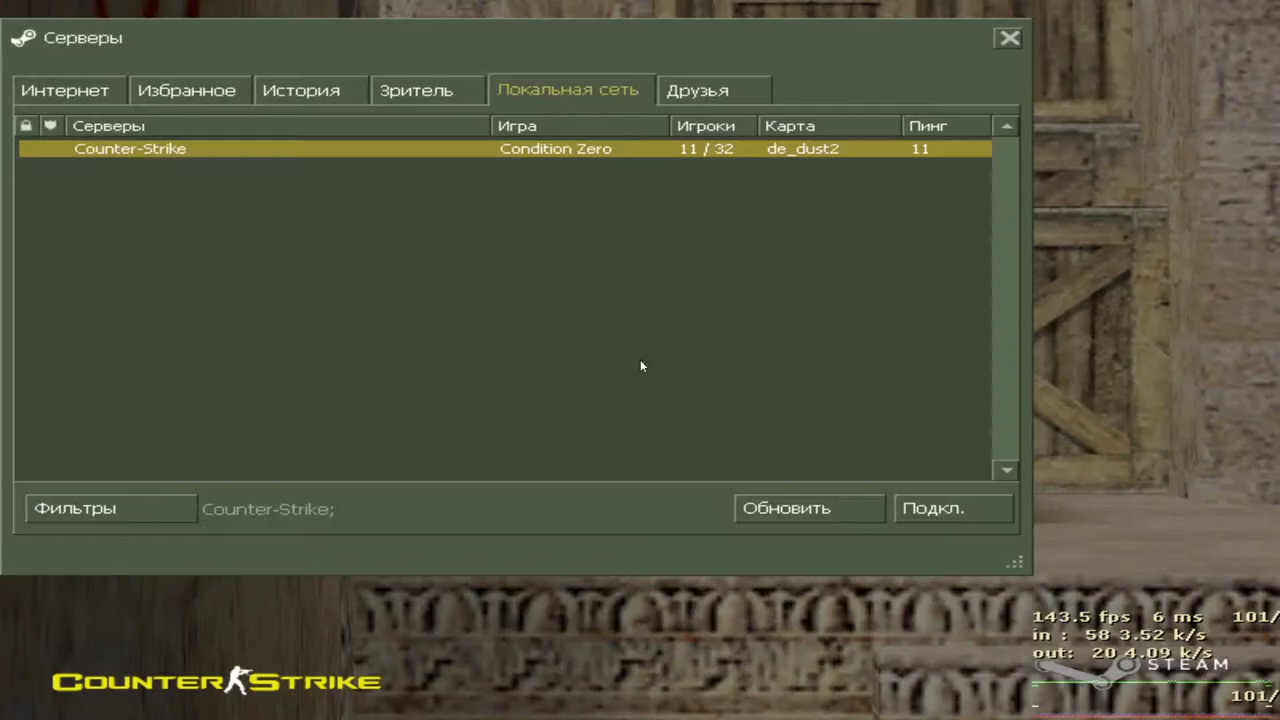 Серверы
Интернет Избранное История Зритель Локальная сеть Друзья
Серверы Игра Игроки Карта Пинг
Counter-Strike Condition Zero 11 / 32 de_dust2 11
Фильтры Counter-Strike; Обновить Подкл.
143.5 fps 6 ms 101/
in : 58 3.52 k/s
out: 20 4.09 k/s
STEAM
COUNTER STRIKE
101/